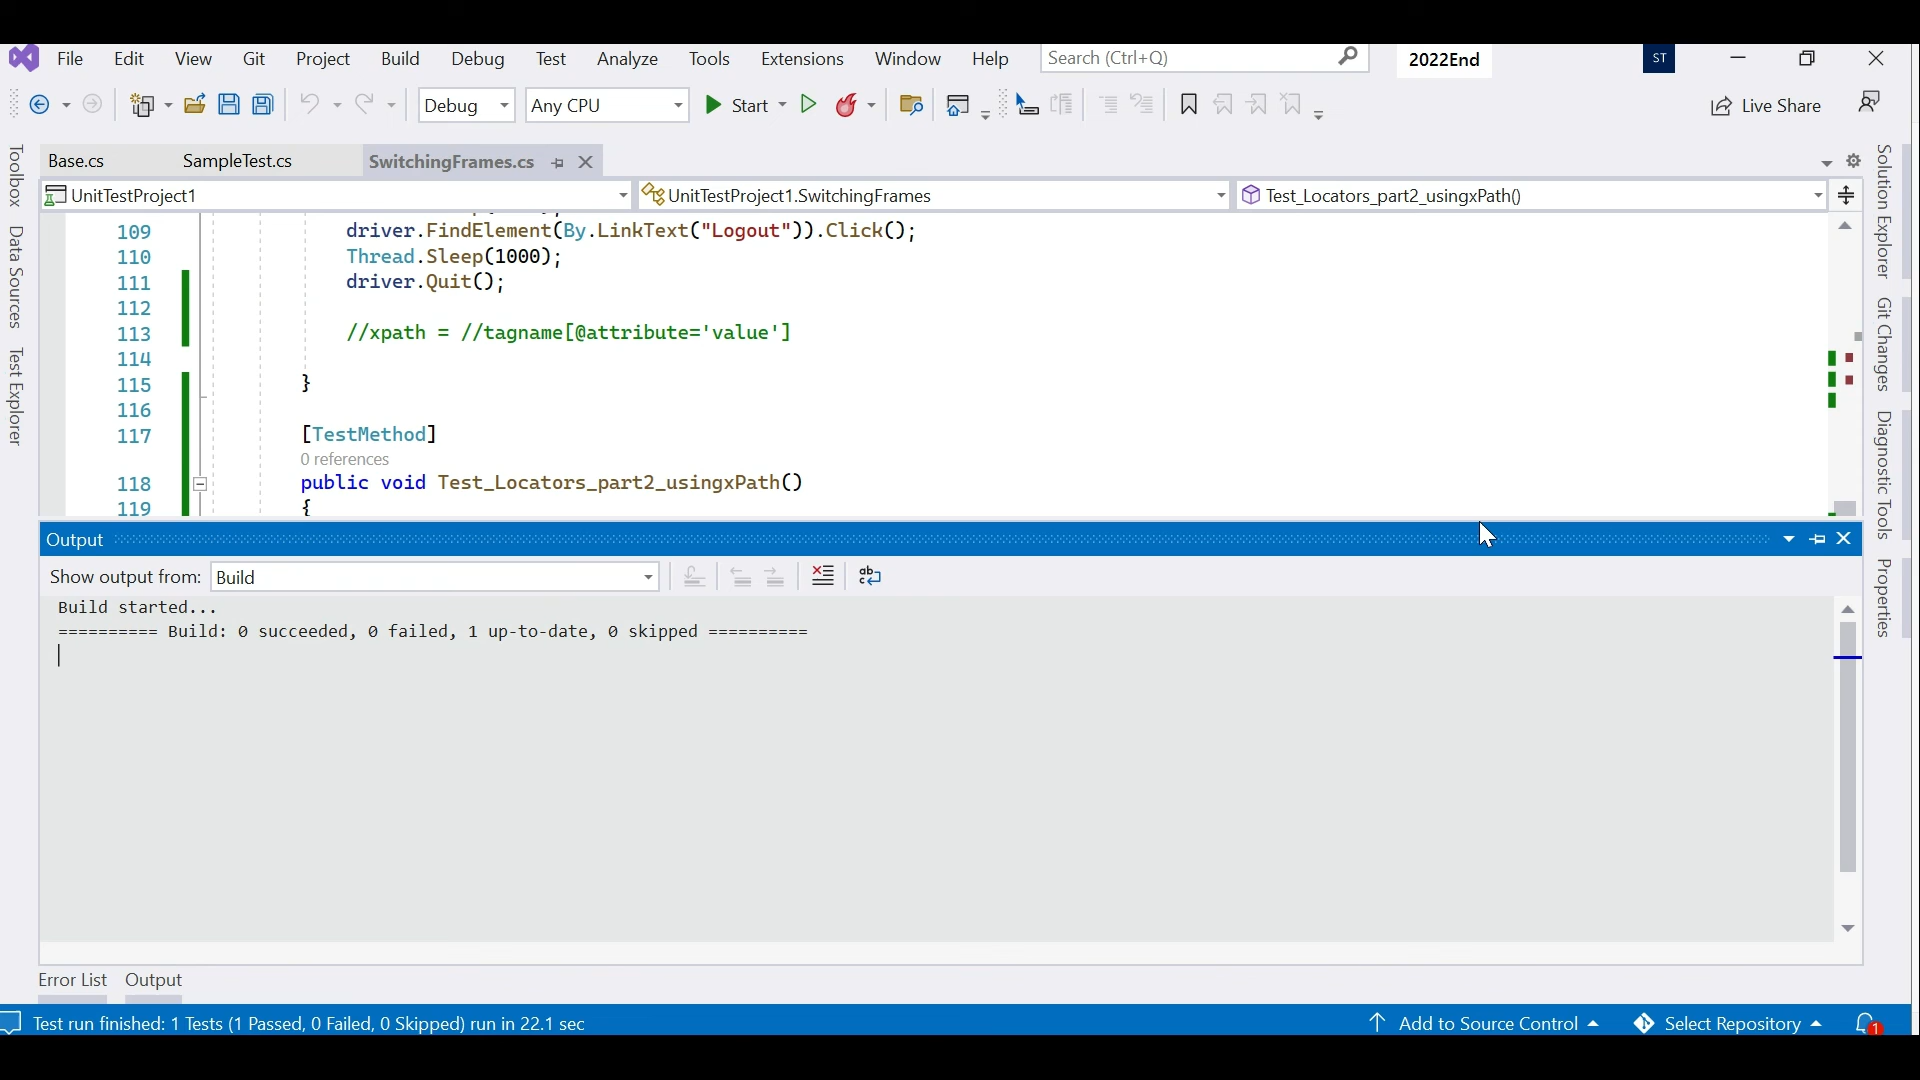 File Edit View Git Project Build Debug Test Analyze Tools Extensions Window Help Search (Ctrl+Q) 2022End ST
Debug Any CPU Start Live Share
Base.cs SampleTest.cs SwitchingFrames.cs
UnitTestProject1 UnitTestProject1.SwitchingFrames Test_Locators_part2_usingxPath()
109 driver.FindElement(By.LinkText("Logout")).Click();
110 Thread.Sleep(1000);
111 driver.Quit();
112
113 //xpath = //tagname[@attribute='value']
114
115 }
116
117 [TestMethod]
0 references
118 public void Test_Locators_part2_usingxPath()
119 {
Output
Show output from: Build
Build started...
========== Build: 0 succeeded, 0 failed, 1 up-to-date, 0 skipped ==========
Error List Output
Test run finished: 1 Tests (1 Passed, 0 Failed, 0 Skipped) run in 22.1 sec Add to Source Control Select Repository 1
Toolbox
Data Sources
Test Explorer
Solution Explorer
Git Changes
Diagnostic Tools
Properties